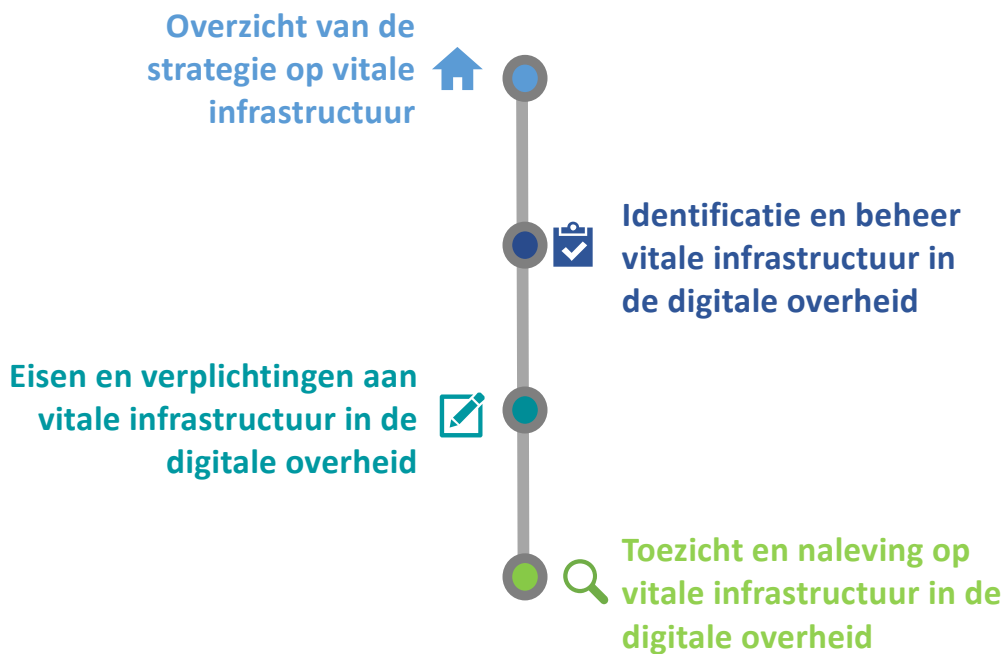 Overzicht van de
strategie op vitale
infrastructuur
Identificatie en beheer
vitale infrastructuur in
de digitale overheid
Eisen en verplichtingen aan
vitale infrastructuur in de
digitale overheid
Toezicht en naleving op
vitale infrastructuur in de
digitale overheid